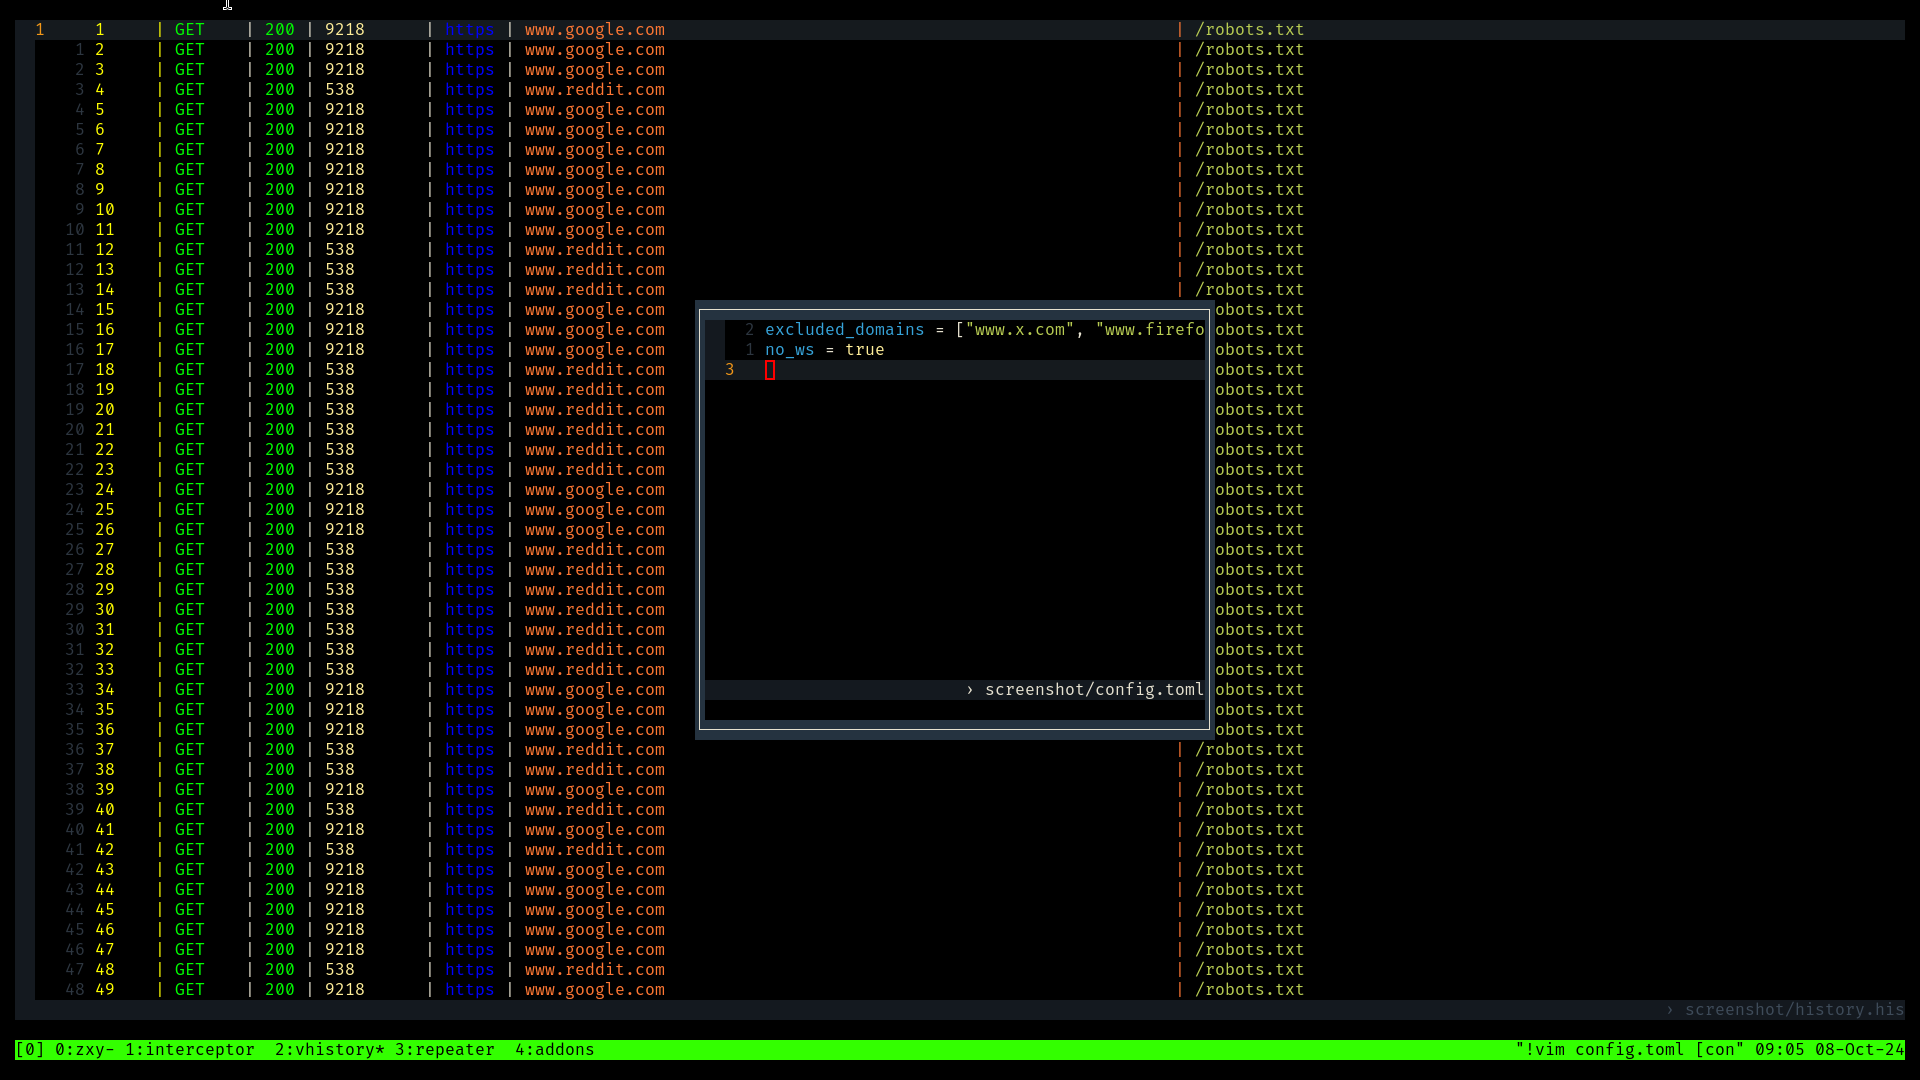 1 1 | GET | 200 | 9218 | https | www.google.com | /robots.txt
1 2 | GET | 200 | 9218 | https | www.google.com | /robots.txt
2 3 | GET | 200 | 9218 | https | www.google.com | /robots.txt
3 4 | GET | 200 | 538 | https | www.reddit.com | /robots.txt
4 5 | GET | 200 | 9218 | https | www.google.com | /robots.txt
5 6 | GET | 200 | 9218 | https | www.google.com | /robots.txt
6 7 | GET | 200 | 9218 | https | www.google.com | /robots.txt
7 8 | GET | 200 | 9218 | https | www.google.com | /robots.txt
8 9 | GET | 200 | 9218 | https | www.google.com | /robots.txt
9 10 | GET | 200 | 9218 | https | www.google.com | /robots.txt
10 11 | GET | 200 | 9218 | https | www.google.com | /robots.txt
11 12 | GET | 200 | 538 | https | www.reddit.com | /robots.txt
12 13 | GET | 200 | 538 | https | www.reddit.com | /robots.txt
13 14 | GET | 200 | 538 | https | www.reddit.com | /robots.txt
14 15 | GET | 200 | 9218 | https | www.google.com obots.txt
15 16 | GET | 200 | 9218 | https | www.google.com obots.txt
16 17 | GET | 200 | 9218 | https | www.google.com obots.txt
17 18 | GET | 200 | 538 | https | www.reddit.com obots.txt
18 19 | GET | 200 | 538 | https | www.reddit.com obots.txt
19 20 | GET | 200 | 538 | https | www.reddit.com obots.txt
20 21 | GET | 200 | 538 | https | www.reddit.com obots.txt
21 22 | GET | 200 | 538 | https | www.reddit.com obots.txt
22 23 | GET | 200 | 538 | https | www.reddit.com obots.txt
23 24 | GET | 200 | 9218 | https | www.google.com obots.txt
24 25 | GET | 200 | 9218 | https | www.google.com obots.txt
25 26 | GET | 200 | 9218 | https | www.google.com obots.txt
26 27 | GET | 200 | 538 | https | www.reddit.com obots.txt
27 28 | GET | 200 | 538 | https | www.reddit.com obots.txt
28 29 | GET | 200 | 538 | https | www.reddit.com obots.txt
29 30 | GET | 200 | 538 | https | www.reddit.com obots.txt
30 31 | GET | 200 | 538 | https | www.reddit.com obots.txt
31 32 | GET | 200 | 538 | https | www.reddit.com obots.txt
32 33 | GET | 200 | 538 | https | www.reddit.com obots.txt
33 34 | GET | 200 | 9218 | https | www.google.com obots.txt
34 35 | GET | 200 | 9218 | https | www.google.com obots.txt
35 36 | GET | 200 | 9218 | https | www.google.com obots.txt
36 37 | GET | 200 | 538 | https | www.reddit.com | /robots.txt
37 38 | GET | 200 | 538 | https | www.reddit.com | /robots.txt
38 39 | GET | 200 | 9218 | https | www.google.com | /robots.txt
39 40 | GET | 200 | 538 | https | www.reddit.com | /robots.txt
40 41 | GET | 200 | 9218 | https | www.google.com | /robots.txt
41 42 | GET | 200 | 538 | https | www.reddit.com | /robots.txt
42 43 | GET | 200 | 9218 | https | www.google.com | /robots.txt
43 44 | GET | 200 | 9218 | https | www.google.com | /robots.txt
44 45 | GET | 200 | 9218 | https | www.google.com | /robots.txt
45 46 | GET | 200 | 9218 | https | www.google.com | /robots.txt
46 47 | GET | 200 | 9218 | https | www.google.com | /robots.txt
47 48 | GET | 200 | 538 | https | www.reddit.com | /robots.txt
48 49 | GET | 200 | 9218 | https | www.google.com | /robots.txt
2 excluded_domains = ["www.x.com", "www.firefo
1 no_ws = true
3
› screenshot/config.toml
› screenshot/history.his
[0] 0:zxy- 1:interceptor 2:vhistory* 3:repeater 4:addons "!vim config.toml [con" 09:05 08-Oct-24